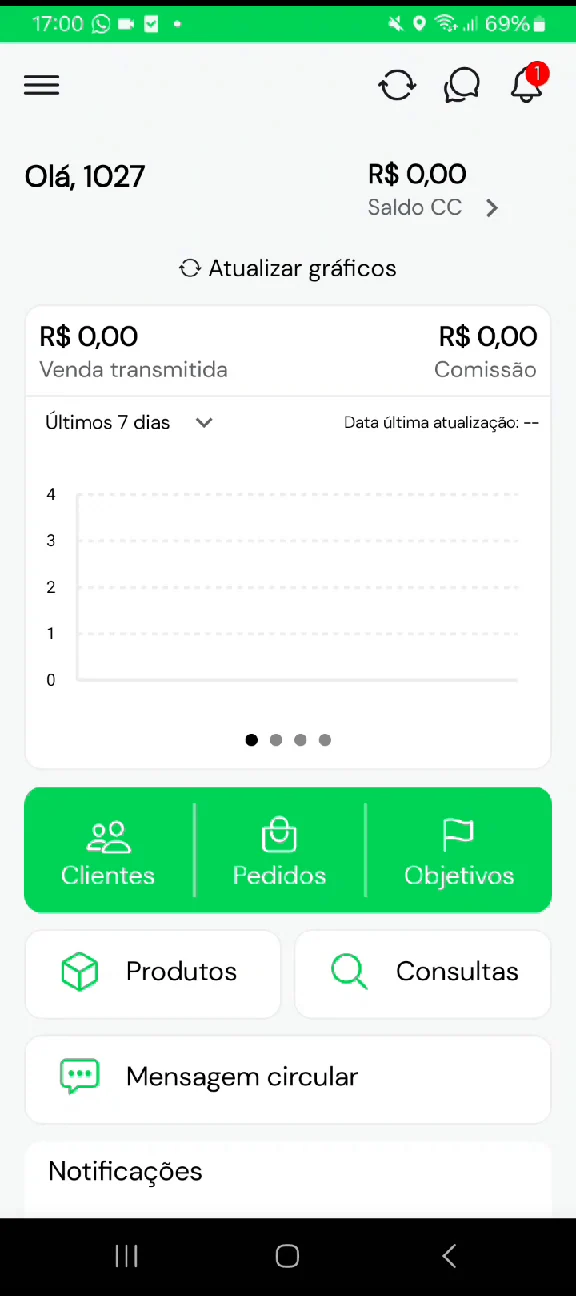 17:00 69%
1
Olá, 1027
R$ 0,00
Saldo CC
Atualizar gráficos
R$ 0,00 R$ 0,00
Venda transmitida Comissão
Últimos 7 dias Data última atualização: --
4
3
2
1
0
Clientes Pedidos Objetivos
Produtos Consultas
Mensagem circular
Notificações